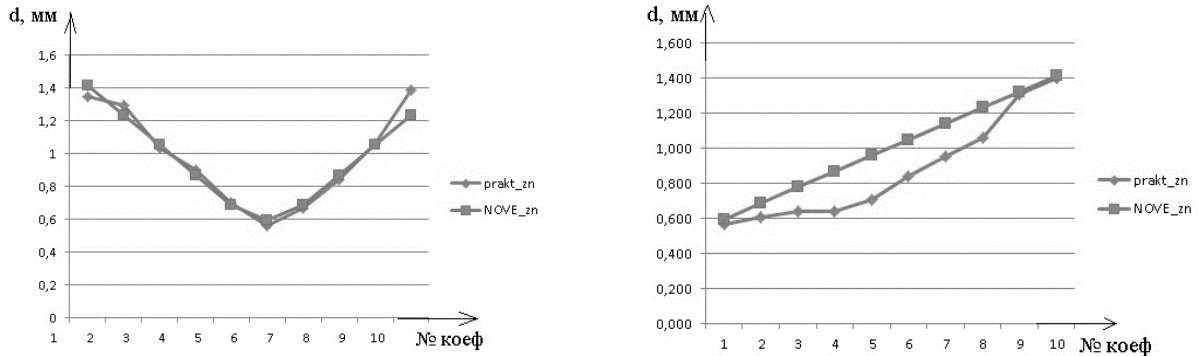 d, мм
1,6
1,4
1,2
1
0,8
0,6
0,4
0,2
0
1 2 3 4 5 6 7 8 9 10 № коеф
prakt_zn
NOVE_zn
d, мм
1,600
1,400
1,200
1,000
0,800
0,600
0,400
0,200
0,000
1 2 3 4 5 6 7 8 9 10
№ коеф
prakt_zn
NOVE_zn